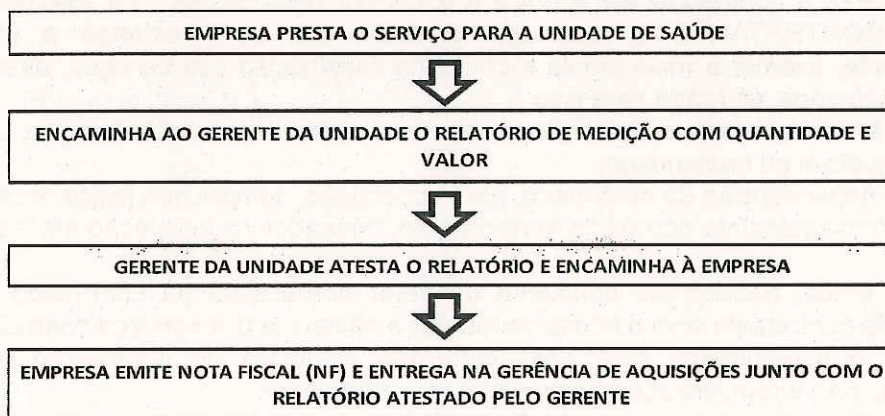 EMPRESA PRESTA O SERVIÇO PARA A UNIDADE DE SAÚDE
ENCAMINHA AO GERENTE DA UNIDADE O RELATÓRIO DE MEDIÇÃO COM QUANTIDADE E
VALOR
GERENTE DA UNIDADE ATESTA O RELATÓRIO E ENCAMINHA À EMPRESA
EMPRESA EMITE NOTA FISCAL (NF) E ENTREGA NA GERÊNCIA DE AQUISIÇÕES JUNTO COM O
RELATÓRIO ATESTADO PELO GERENTE